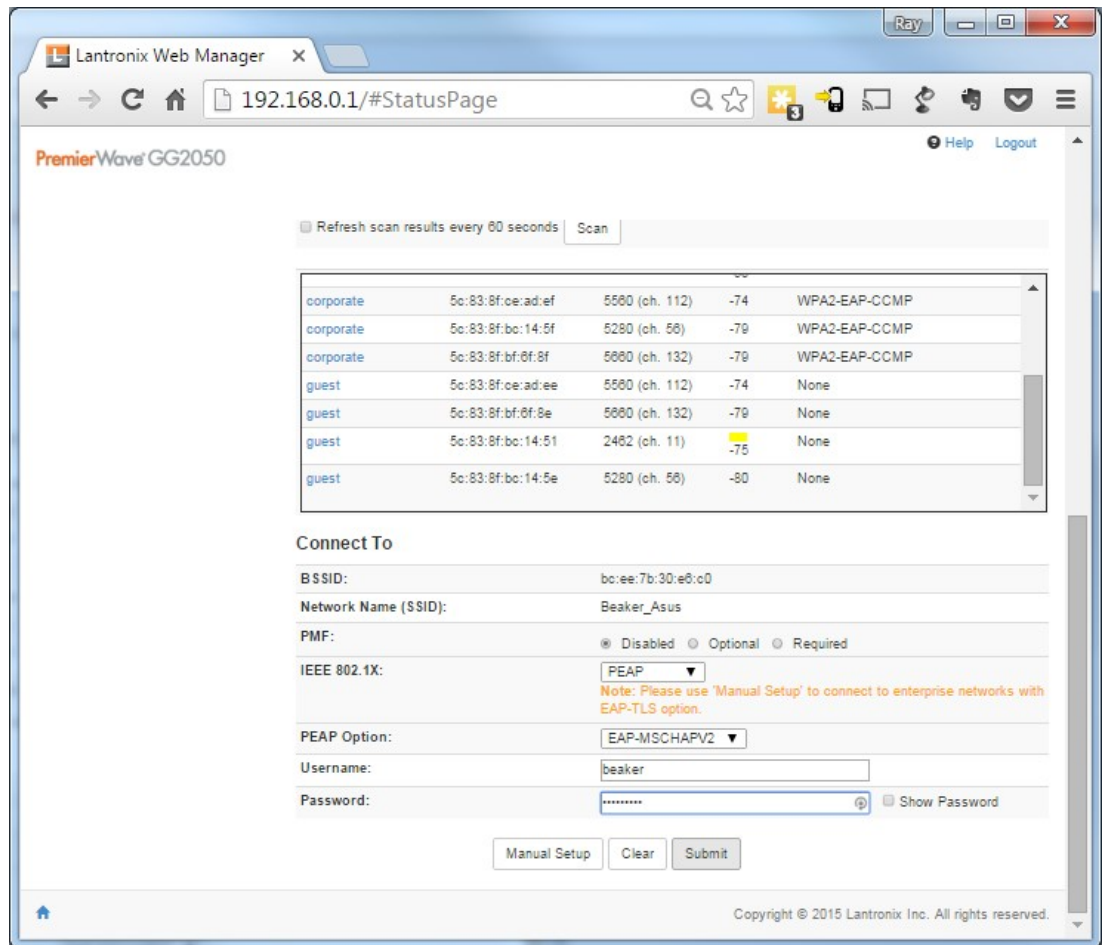 Ray
Lantronix Web Manager
192.168.0.1/#StatusPage
3
PremierWave GG2050
Help Logout
Refresh scan results every 60 seconds Scan
corporate 5c:83:8f:ce:ad:ef 5560 (ch. 112) -74 WPA2-EAP-CCMP
corporate 5c:83:8f:bc:14:5f 5280 (ch. 56) -79 WPA2-EAP-CCMP
corporate 5c:83:8f:bf:6f:8f 5660 (ch. 132) -79 WPA2-EAP-CCMP
guest 5c:83:8f:ce:ad:ee 5560 (ch. 112) -74 None
guest 5c:83:8f:bf:6f:8e 5660 (ch. 132) -79 None
guest 5c:83:8f:bc:14:51 2462 (ch. 11) -75 None
guest 5c:83:8f:bc:14:5e 5280 (ch. 56) -80 None
Connect To
BSSID: bc:ee:7b:30:e6:c0
Network Name (SSID): Beaker_Asus
PMF: Disabled Optional Required
IEEE 802.1X: PEAP
Note: Please use 'Manual Setup' to connect to enterprise networks with
EAP-TLS option.
PEAP Option: EAP-MSCHAPV2
Username: beaker
Password: ········· Show Password
Manual Setup Clear Submit
Copyright © 2015 Lantronix Inc. All rights reserved.